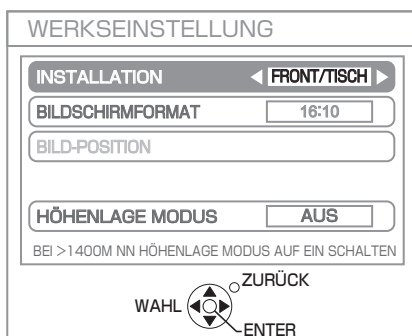 WERKSEINSTELLUNG
INSTALLATION FRONT/TISCH
BILDSCHIRMFORMAT 16:10
BILD-POSITION
HÖHENLAGE MODUS AUS
BEI >1400M NN HÖHENLAGE MODUS AUF EIN SCHALTEN
ZURÜCK
WAHL
ENTER